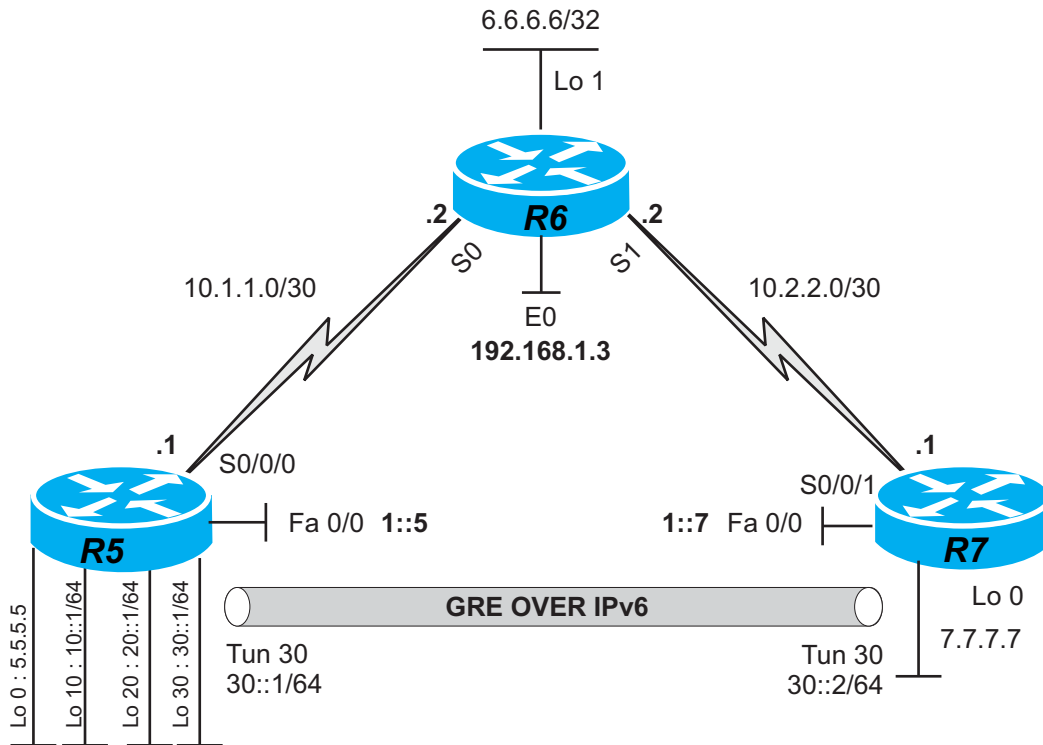 6.6.6.6/32
Lo 1
R6
.2
.2
S0
S1
10.1.1.0/30
10.2.2.0/30
E0
192.168.1.3
.1
S0/0/0
.1
S0/0/1
R5
Fa 0/0 1::5
1::7 Fa 0/0
R7
Lo 0 : 5.5.5.5
Lo 10 : 10::1/64
Lo 20 : 20::1/64
Lo 30 : 30::1/64
GRE OVER IPv6
Tun 30
30::1/64
Tun 30
30::2/64
Lo 0
7.7.7.7